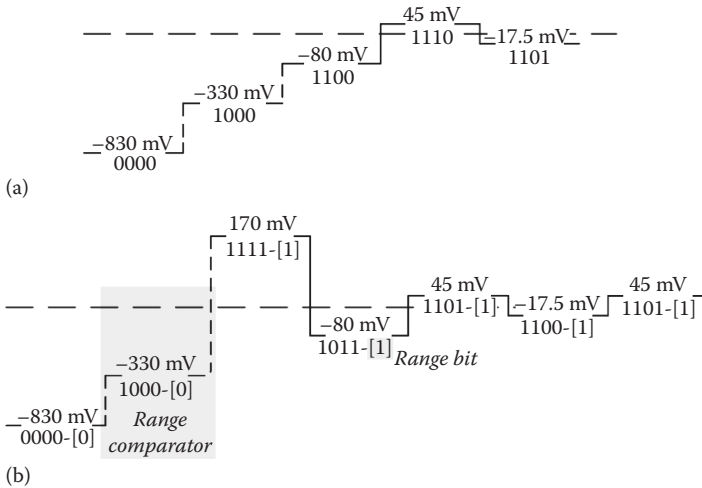 45 mV
1110
−17.5 mV
1101
−80 mV
1100
−330 mV
1000
−830 mV
0000
(a)
170 mV
1111-[1]
45 mV
1101-[1]
−17.5 mV
1100-[1]
45 mV
1101-[1]
−80 mV
1011-[1]
Range bit
−330 mV
1000-[0]
−830 mV
0000-[0]
Range
comparator
(b)